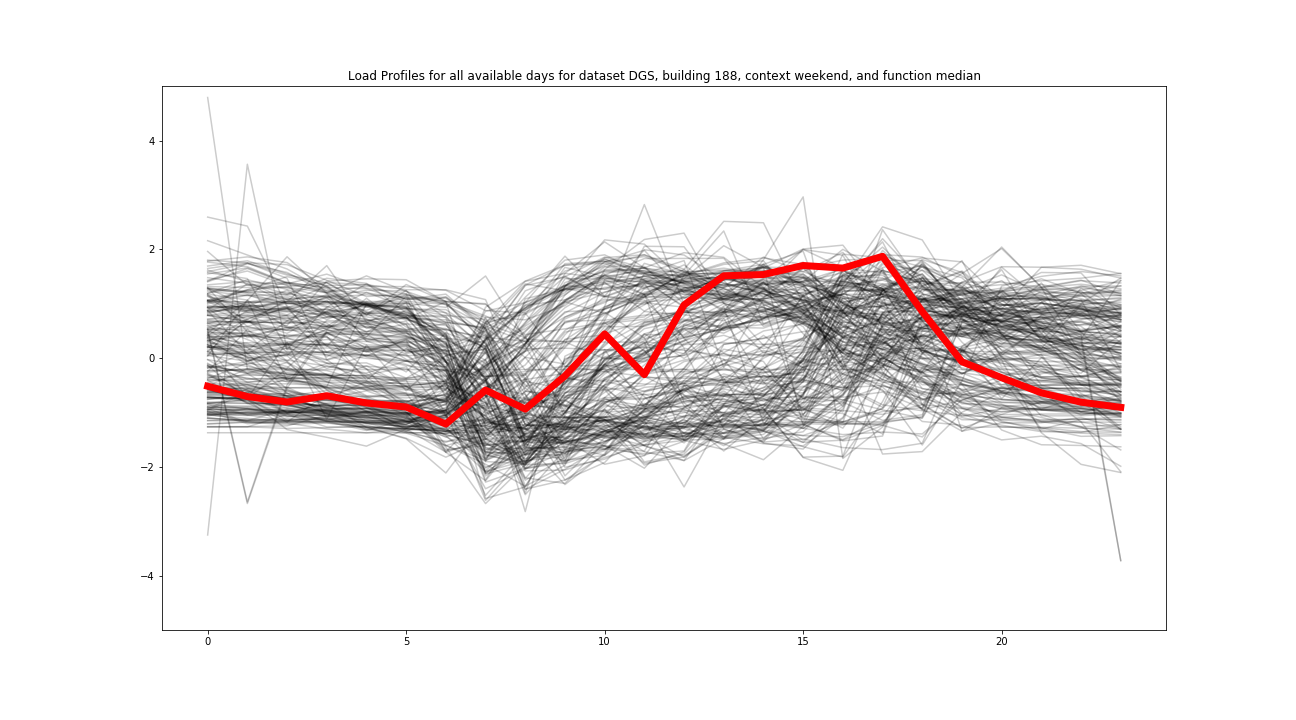 Load Profiles for all available days for dataset DGS, building 188, context weekend, and function median
4
2
0
−2
−4
0 5 10 15 20